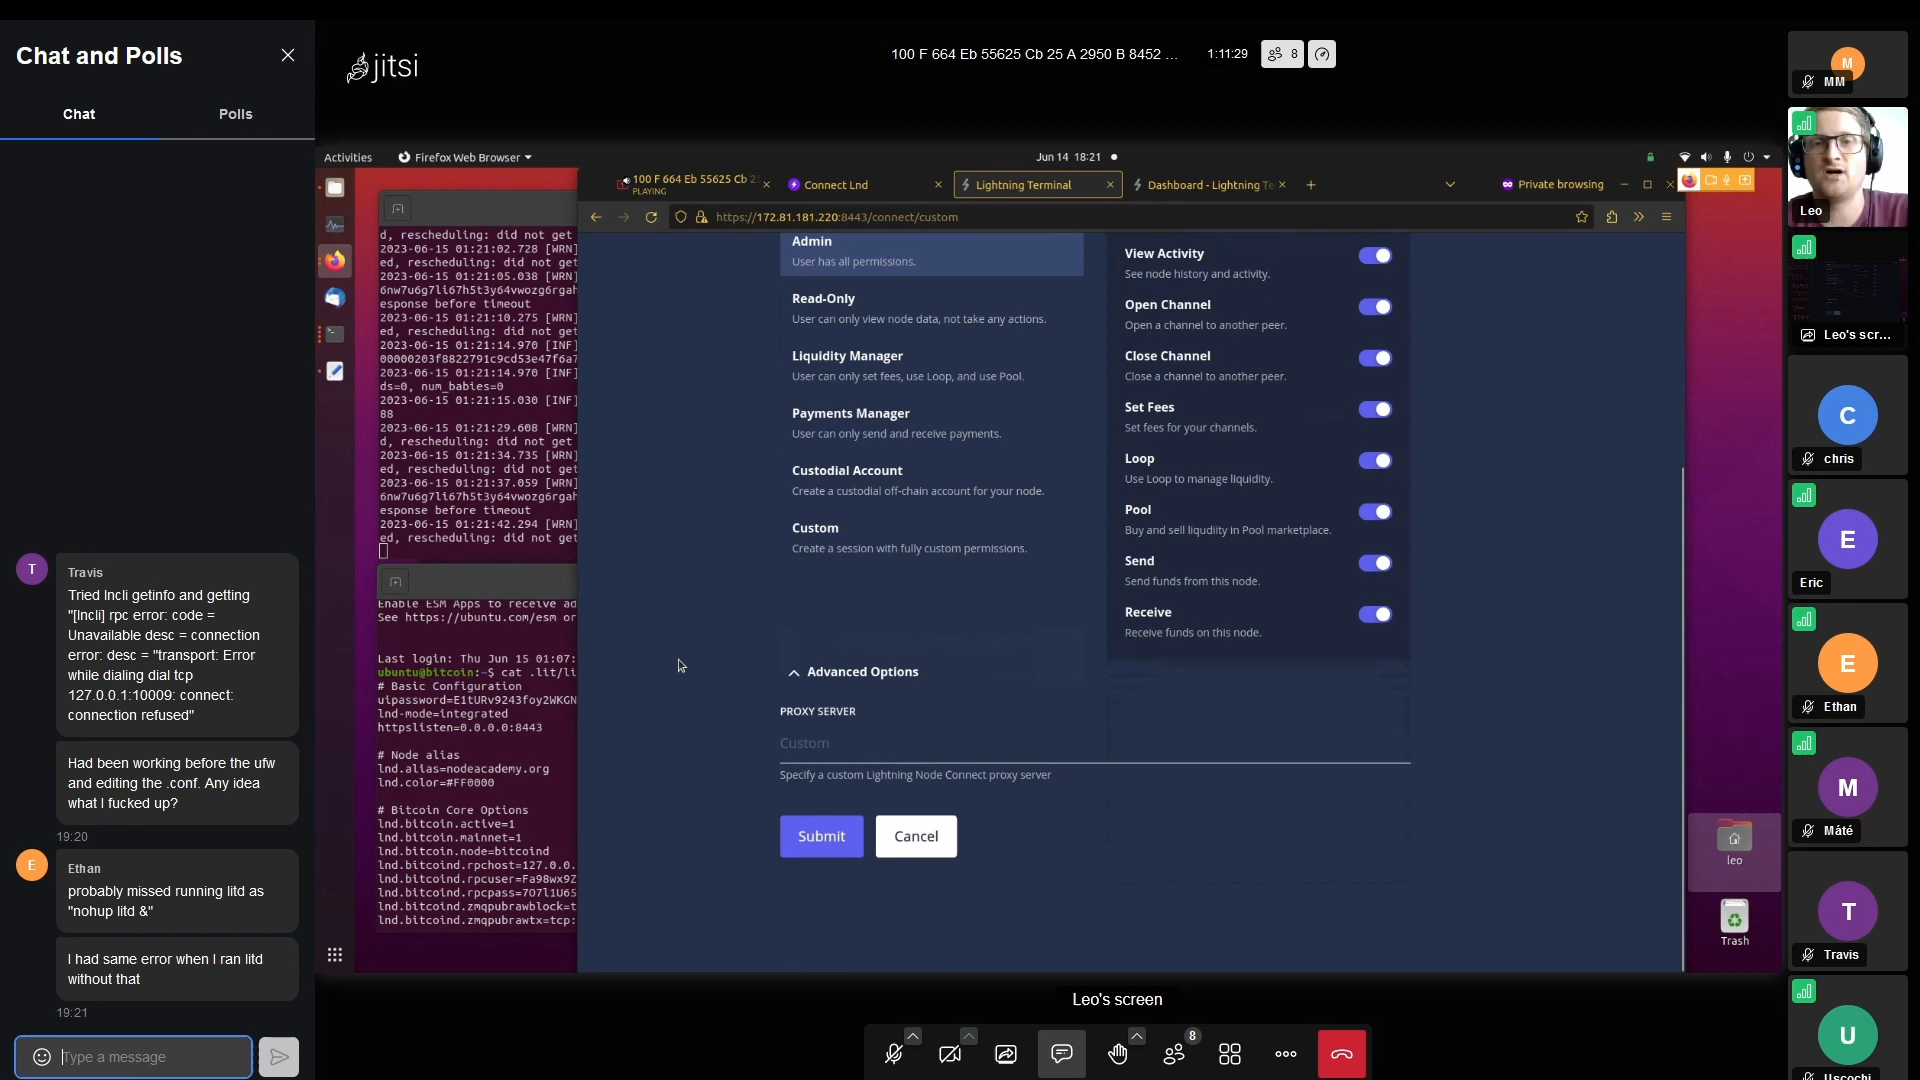 Chat and Polls
Chat
Polls
T
Travis
Tried lncli getinfo and getting
"[lncli] rpc error: code =
Unavailable desc = connection
error: desc = "transport: Error
while dialing dial tcp
127.0.0.1:10009: connect:
connection refused"
Had been working before the ufw
and editing the .conf. Any idea
what I fucked up?
19:20
E
Ethan
probably missed running litd as
"nohup litd &"
I had same error when I ran litd
without that
19:21
Type a message
jitsi
100 F 664 Eb 55625 Cb 25 A 2950 B 8452 ...
1:11:29
8
Activities
Firefox Web Browser
Jun 14 18:21
100 F 664 Eb 55625 Cb 2
PLAYING
Connect Lnd
Lightning Terminal
Dashboard - Lightning Te
Private browsing
https://172.81.181.220:8443/connect/custom
d, rescheduling: did not get
2023-06-15 01:21:02.728 [WRN]
ed, rescheduling: did not get
2023-06-15 01:21:05.038 [WRN]
6nw7u6g7li67h5t3y64vwozg6rgah
esponse before timeout
2023-06-15 01:21:10.275 [WRN]
ed, rescheduling: did not get
2023-06-15 01:21:14.970 [INF]
00000203f8822791c9cd53e47f6a7
2023-06-15 01:21:14.970 [INF]
ds=0, num_babies=0
2023-06-15 01:21:15.030 [INF]
88
2023-06-15 01:21:29.608 [WRN]
d, rescheduling: did not get
2023-06-15 01:21:34.735 [WRN]
ed, rescheduling: did not get
2023-06-15 01:21:37.059 [WRN]
6nw7u6g7li67h5t3y64vwozg6rgah
esponse before timeout
2023-06-15 01:21:42.294 [WRN]
ed, rescheduling: did not get
Enable ESM Apps to receive ad
See https://ubuntu.com/esm or
Last login: Thu Jun 15 01:07:
ubuntu@bitcoin:~$ cat .lit/li
# Basic Configuration
uipassword=E1tURv9243foy2WKGN
lnd-mode=integrated
httpslisten=0.0.0.0:8443
# Node alias
lnd.alias=nodeacademy.org
lnd.color=#FF0000
# Bitcoin Core Options
lnd.bitcoin.active=1
lnd.bitcoin.mainnet=1
lnd.bitcoin.node=bitcoind
lnd.bitcoind.rpchost=127.0.0.
lnd.bitcoind.rpcuser=Fa98wx9Z
lnd.bitcoind.rpcpass=7O7l1U65
lnd.bitcoind.zmqpubrawblock=t
lnd.bitcoind.zmqpubrawtx=tcp:
Admin
User has all permissions.
Read-Only
User can only view node data, not take any actions.
Liquidity Manager
User can only set fees, use Loop, and use Pool.
Payments Manager
User can only send and receive payments.
Custodial Account
Create a custodial off-chain account for your node.
Custom
Create a session with fully custom permissions.
View Activity
See node history and activity.
Open Channel
Open a channel to another peer.
Close Channel
Close a channel to another peer.
Set Fees
Set fees for your channels.
Loop
Use Loop to manage liquidity.
Pool
Buy and sell liqudiity in Pool marketplace.
Send
Send funds from this node.
Receive
Receive funds on this node.
Advanced Options
PROXY SERVER
Custom
Specify a custom Lightning Node Connect proxy server
Submit
Cancel
leo
Trash
Leo's screen
8
M
MM
Leo
Leo's scr...
C
chris
E
Eric
E
Ethan
M
Máté
T
Travis
U
Uscochi